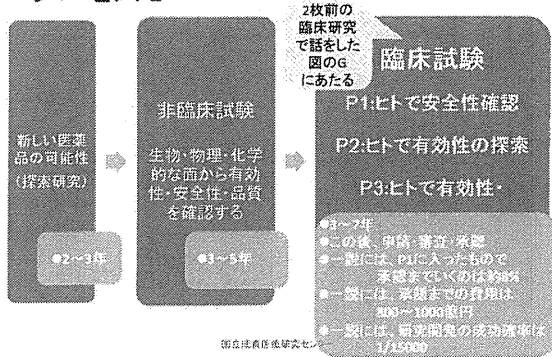 2枚前の
臨床研究
で話をした
図のG
にあたる
新しい医薬
品の可能性
(探索研究)
●2～3年
非臨床試験
生物・物理・化学
的な面から有効
性・安全性・品質
を確認する
●3～5年
臨床試験
P1:ヒトで安全性確認
P2:ヒトで有効性の探索
P3:ヒトで有効性・
●3～7年
●この後、申請・審査・承認
●一説には、P1に入ったもので
承認までいくのは約8%
●一説には、承認までの費用は
800～1000億円
●一説には、研究開発の成功確率は
1/15000